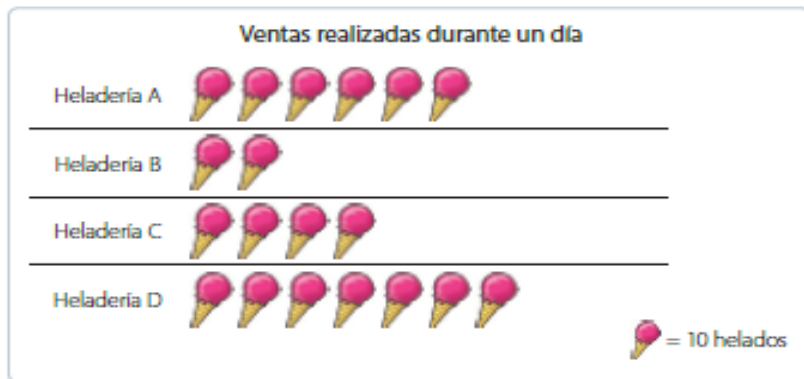 Ventas realizadas durante un día
Heladería A
Heladería B
Heladería C
Heladería D
= 10 helados